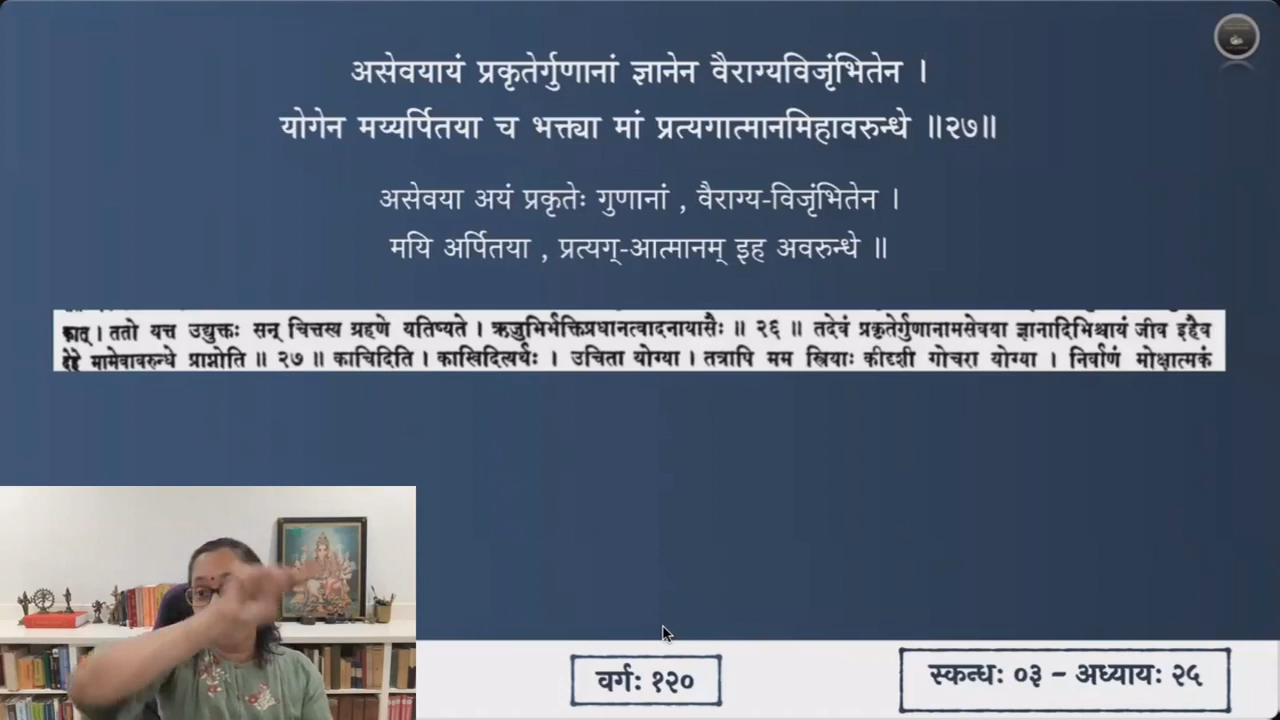 असेवयायं प्रकृतेर्गुणानां ज्ञानेन वैराग्यविजृंभितेन ।
योगेन मय्यर्पितया च भक्त्या मां प्रत्यगात्मानमिहावरुन्धे ॥२७॥
असेवया अयं प्रकृतेः गुणानां , वैराग्य-विजृंभितेन ।
मयि अर्पितया , प्रत्यग्-आत्मानम् इह अवरुन्धे ॥
ततो यत्त उद्युक्तः सन् चित्तस्य ग्रहणे यतिष्यते । ऋजुभिर्भक्तिप्रधानत्वादनायासैः ॥ २६ ॥ तदेवं प्रकृतेर्गुणानामसेवया ज्ञानादिभिश्चायं जीव इहैव
देहे मामेवावरुन्धे प्राप्नोति ॥ २७ ॥ काचिदिति । कास्विदित्यर्थः । उचिता योग्या । तत्रापि मम स्त्रियाः कीदृशी गोचरा योग्या । निर्वाणं मोक्षात्मकं
वर्गः १२०
स्कन्धः ०३ – अध्यायः २५